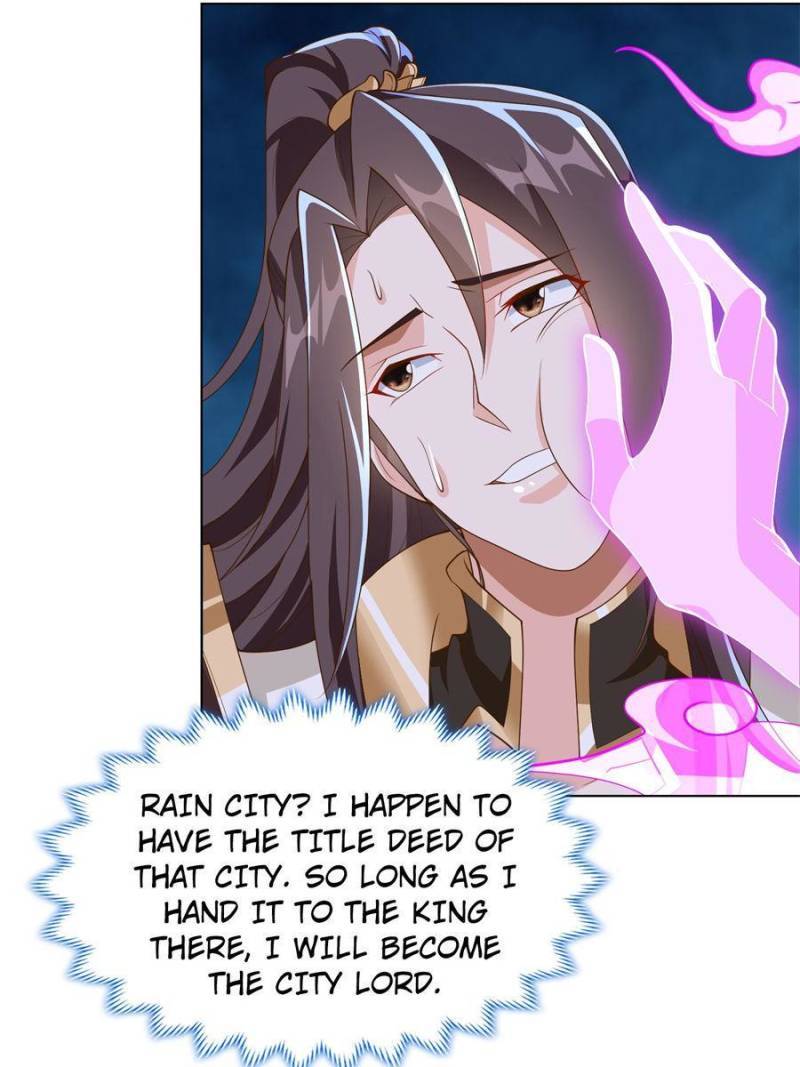 RAIN CITY? I HAPPEN TO
HAVE THE TITLE DEED OF
THAT CITY. SO LONG AS I
HAND IT TO THE KING
THERE, I WILL BECOME
THE CITY LORD.